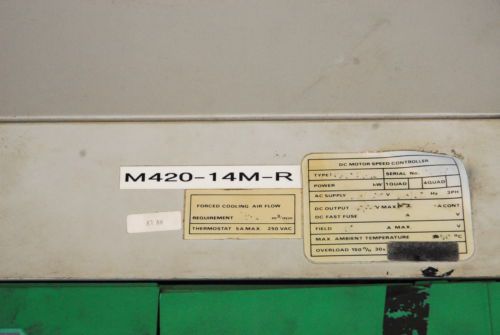 M420-14M-R
FORCED COOLING AIR FLOW
REQUIREMENT m³/min
THERMOSTAT 5A MAX 250 VAC
DC MOTOR SPEED CONTROLLER
TYPE: SERIAL No.
POWER kW 1QUAD 4QUAD
AC SUPPLY V Hz 3PH
DC OUTPUT V MAX A CONT
DC FAST FUSE A V
FIELD A MAX V
MAX AMBIENT TEMPERATURE °C
OVERLOAD 150% 30s